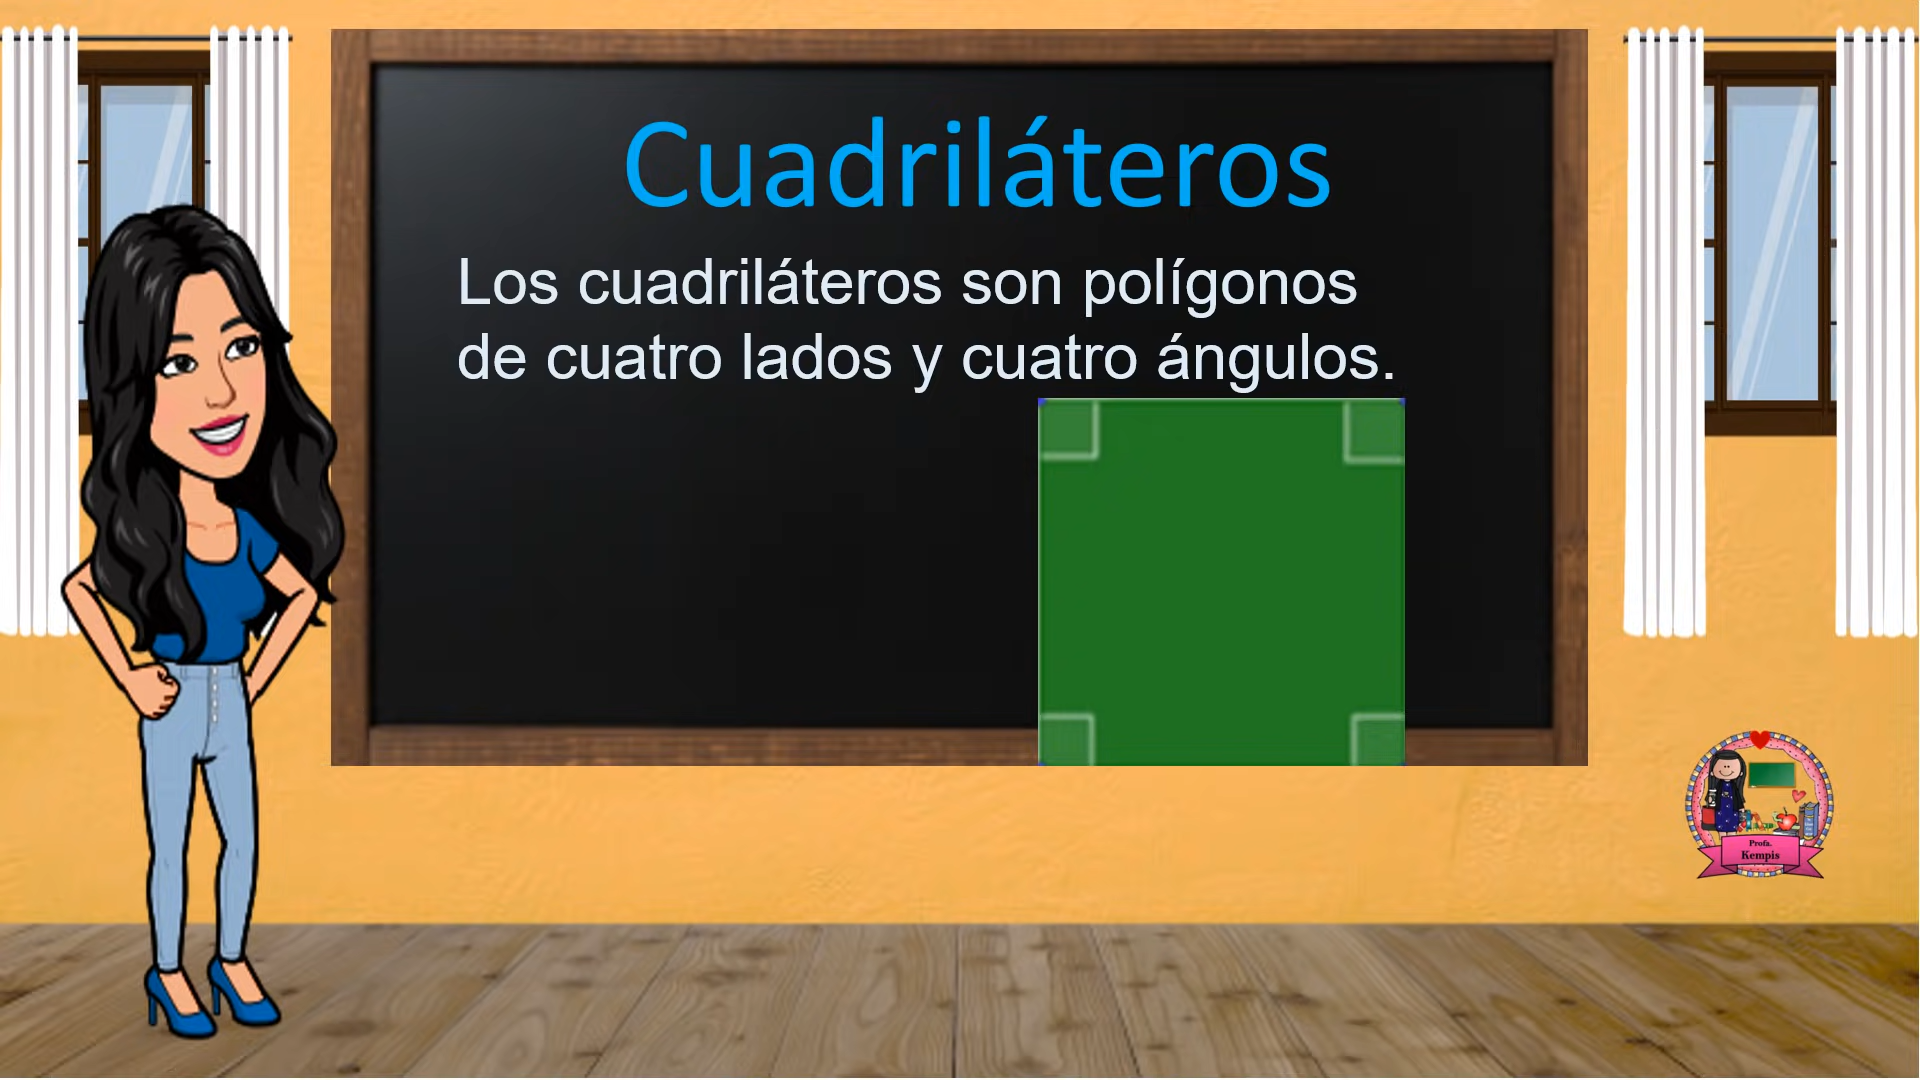 Cuadriláteros
Los cuadriláteros son polígonos
de cuatro lados y cuatro ángulos.
Profa.
Kempis